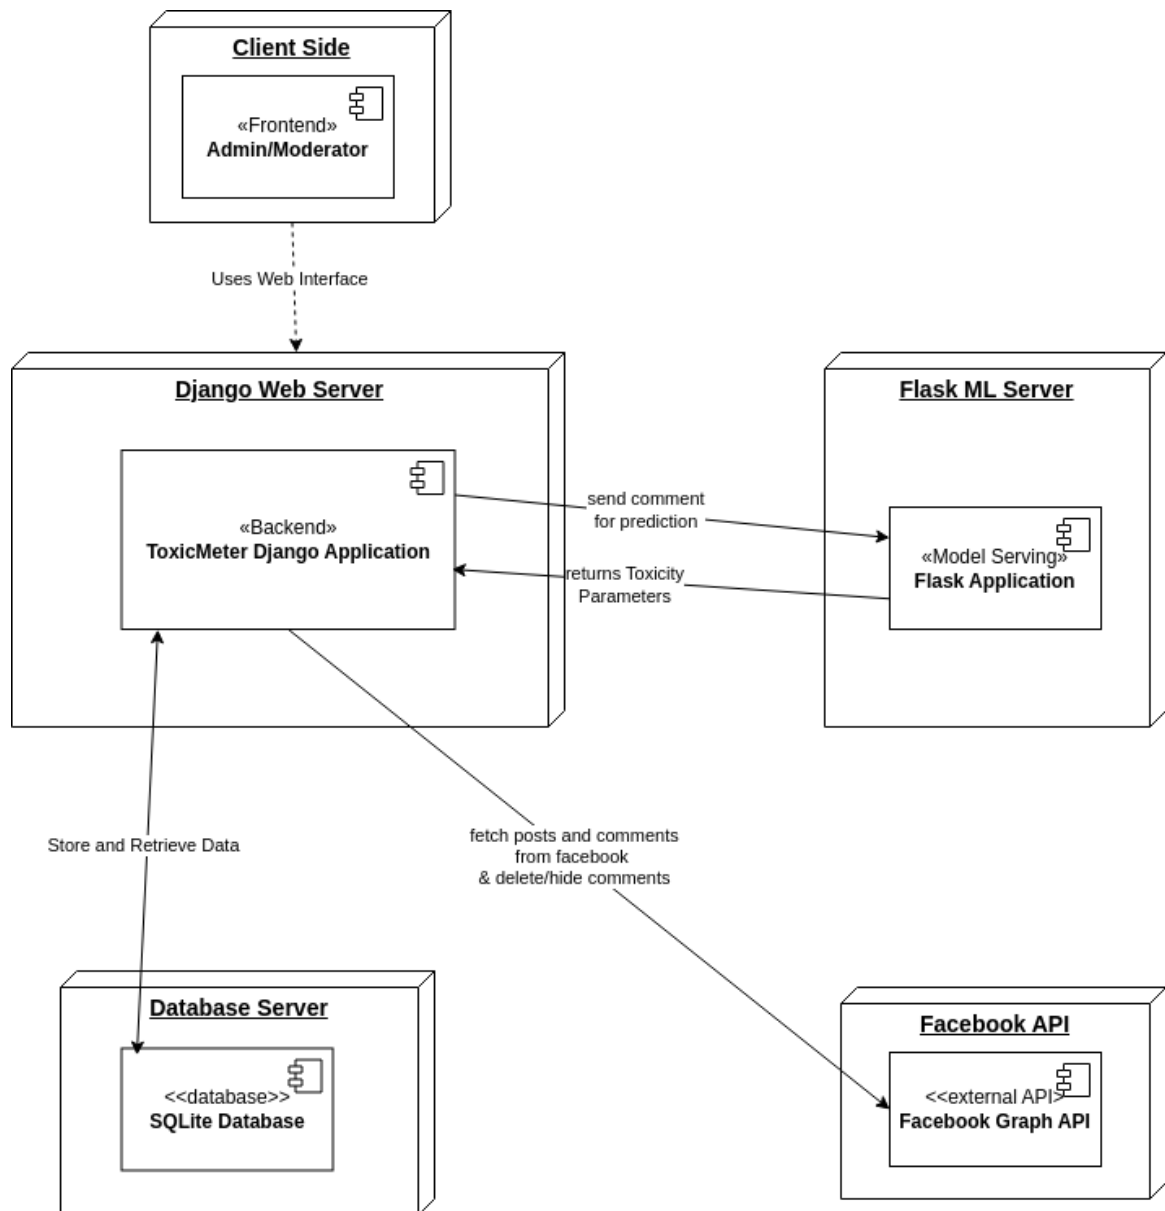 Client Side
«Frontend»
Admin/Moderator
Uses Web Interface
Django Web Server
«Backend»
ToxicMeter Django Application
send comment
for prediction
returns Toxicity
Parameters
Flask ML Server
«Model Serving»
Flask Application
Store and Retrieve Data
fetch posts and comments
from facebook
& delete/hide comments
Database Server
<<database>>
SQLite Database
Facebook API
<<external API>
Facebook Graph API